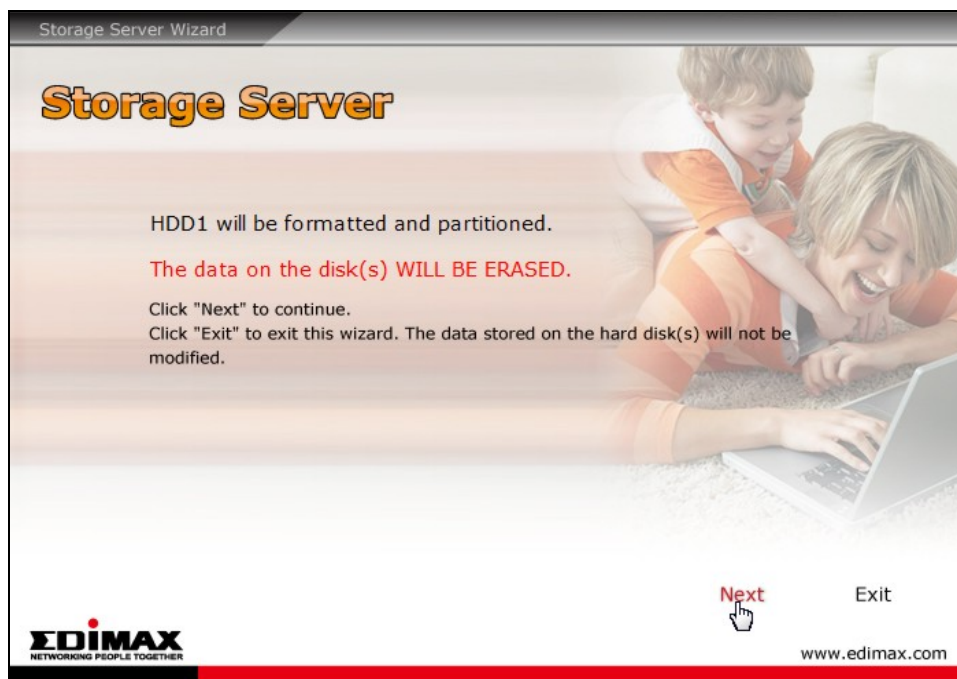 Storage Server Wizard
Storage Server
HDD1 will be formatted and partitioned.
The data on the disk(s) WILL BE ERASED.
Click "Next" to continue.
Click "Exit" to exit this wizard. The data stored on the hard disk(s) will not be
modified.
Next Exit
EDIMAX
NETWORKING PEOPLE TOGETHER
www.edimax.com